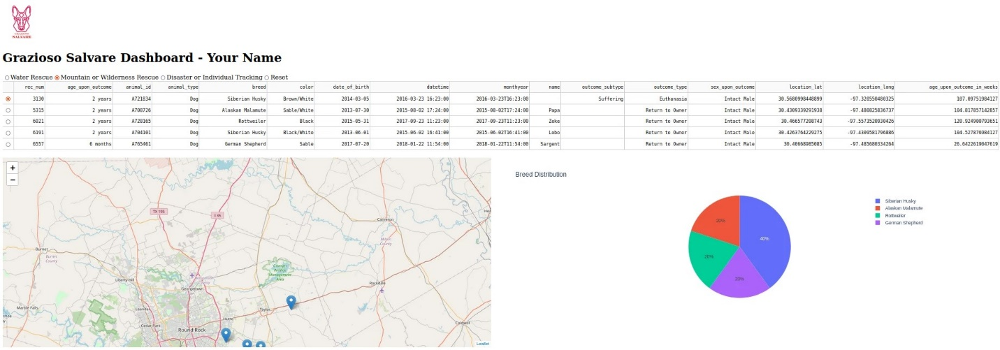 GRAZIOSO
SALVARE
Grazioso Salvare Dashboard - Your Name
Water Rescue Mountain or Wilderness Rescue Disaster or Individual Tracking Reset
rec_num age_upon_outcome animal_id animal_type breed color date_of_birth datetime monthyear name outcome_subtype outcome_type sex_upon_outcome location_lat location_long age_upon_outcome_in_weeks
3130 2 years A721834 Dog Siberian Husky Brown/White 2014-03-05 2016-03-23 16:23:00 2016-03-23T16:23:00 Suffering Euthanasia Intact Male 30.5680998448899 -97.320550480325 107.09751984127
5315 2 years A708726 Dog Alaskan Malamute Sable/White 2013-07-30 2015-08-02 17:24:00 2015-08-02T17:24:00 Papa Return to Owner Intact Male 30.4309339291938 -97.480825836737 104.817857142857
6021 2 years A728165 Dog Rottweiler Black 2015-05-31 2017-09-23 11:23:00 2017-09-23T11:23:00 Zeke Return to Owner Intact Male 30.466577208743 -97.5573520930426 120.924900793651
6191 2 years A704101 Dog Siberian Husky Black/White 2013-06-01 2015-06-02 16:41:00 2015-06-02T16:41:00 Lobo Return to Owner Intact Male 30.4263764229275 -97.4309581796886 104.527876984127
6557 6 months A765461 Dog German Shepherd Sable 2017-07-20 2018-01-22 11:54:00 2018-01-22T11:54:00 Sargent Return to Owner Intact Male 30.40668985085 -97.485680334264 26.6422619047619
+
−
TX 195
I 35
Cameron
Milam
County
Burnet
Burnet
County
Granger
Wildlife
Management
Area
Liberty Hill
Georgetown
Rockdale
Marble Falls
Leander
Taylor
Hutto
Cedar Park
Round Rock
Caldwell
Leaflet
Breed Distribution
Siberian Husky
Alaskan Malamute
Rottweiler
German Shepherd
20%
40%
20%
20%